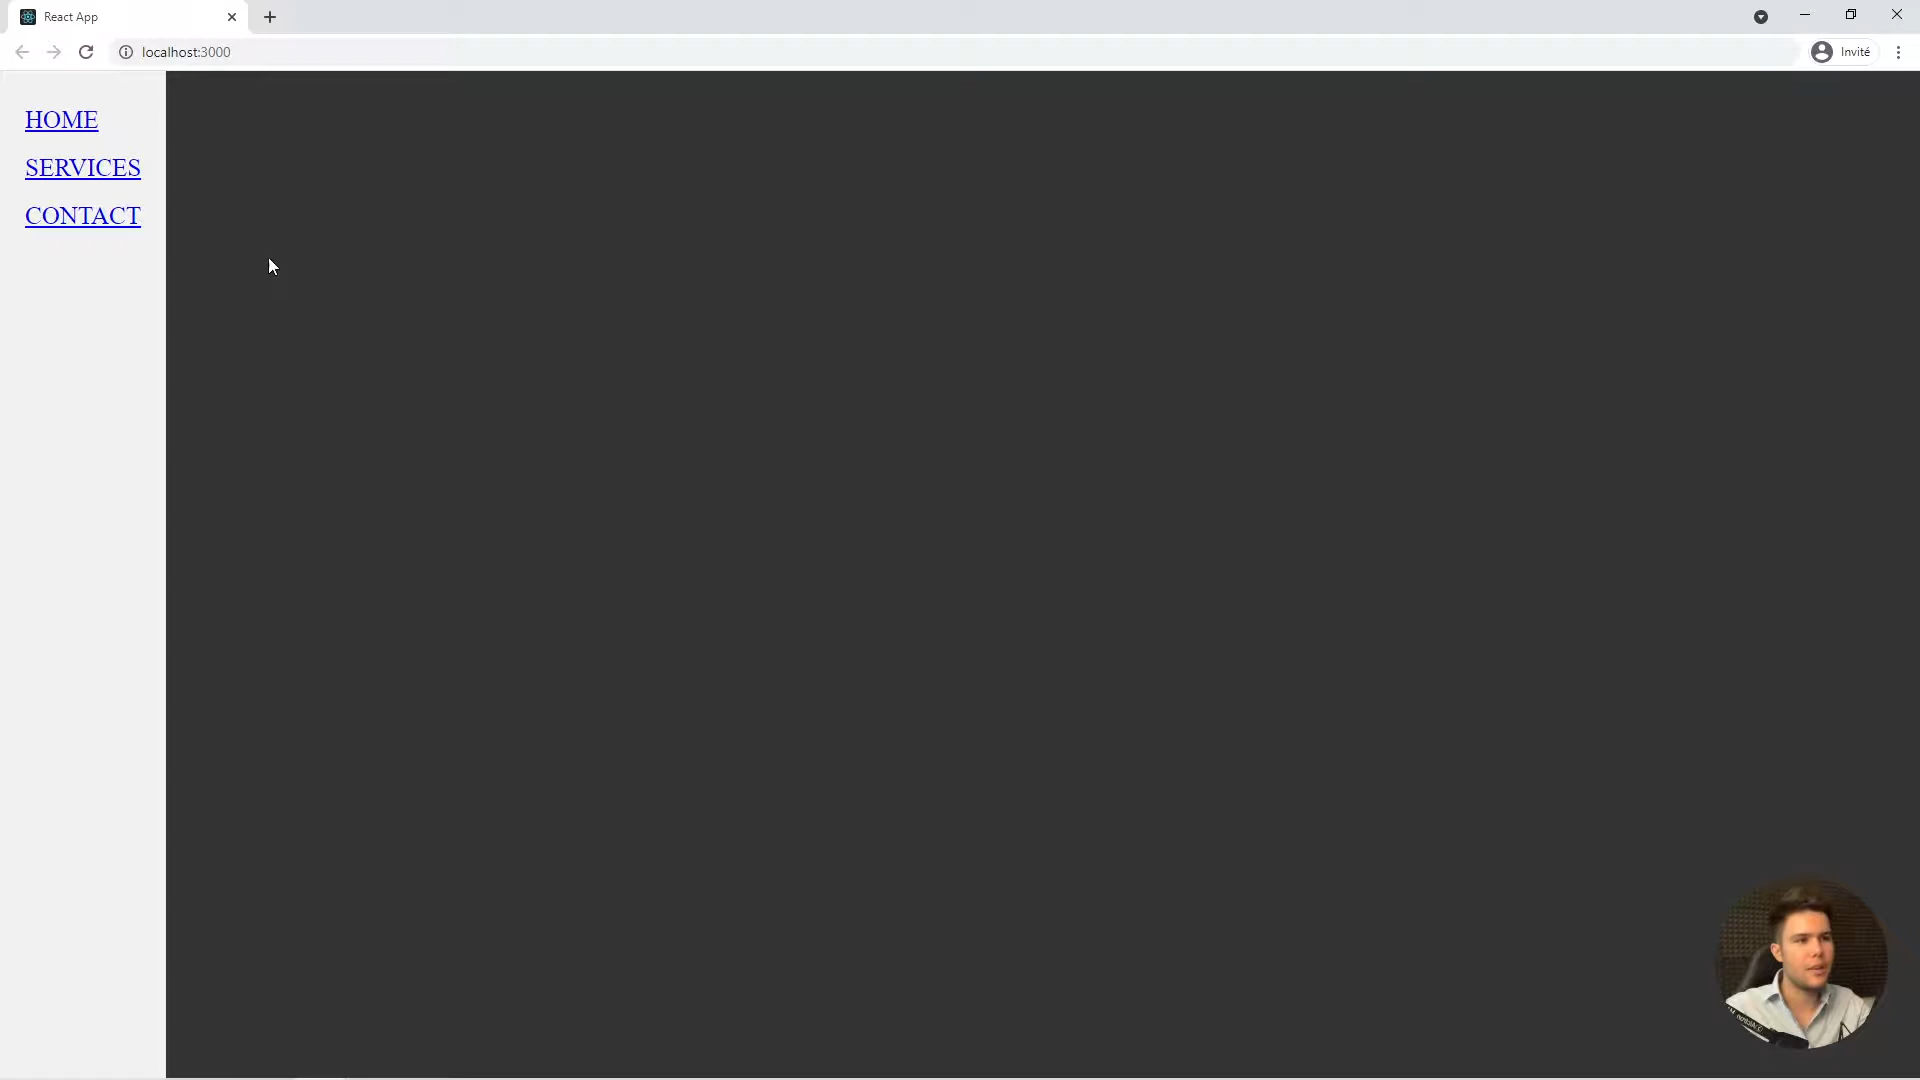 React App
localhost:3000
Invité
HOME
SERVICES
CONTACT